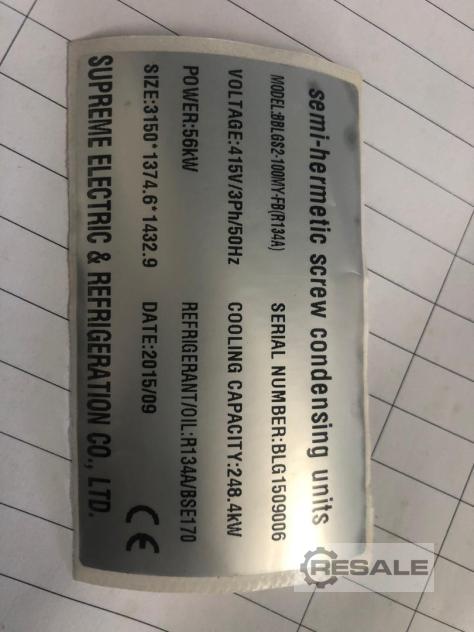 semi-hermetic screw condensing units
MODEL:BBLGS2-100MY-FB(R134A) SERIAL NUMBER:BLG1509006
VOLTAGE:415V/3Ph/50Hz COOLING CAPACITY:248.4kW
POWER:56kW REFRIGERANT/OIL:R134A/BSE170
SIZE:3150*1374.6*1432.9 DATE:2015/09
CE
SUPREME ELECTRIC & REFRIGERATION CO., LTD.
RESALE